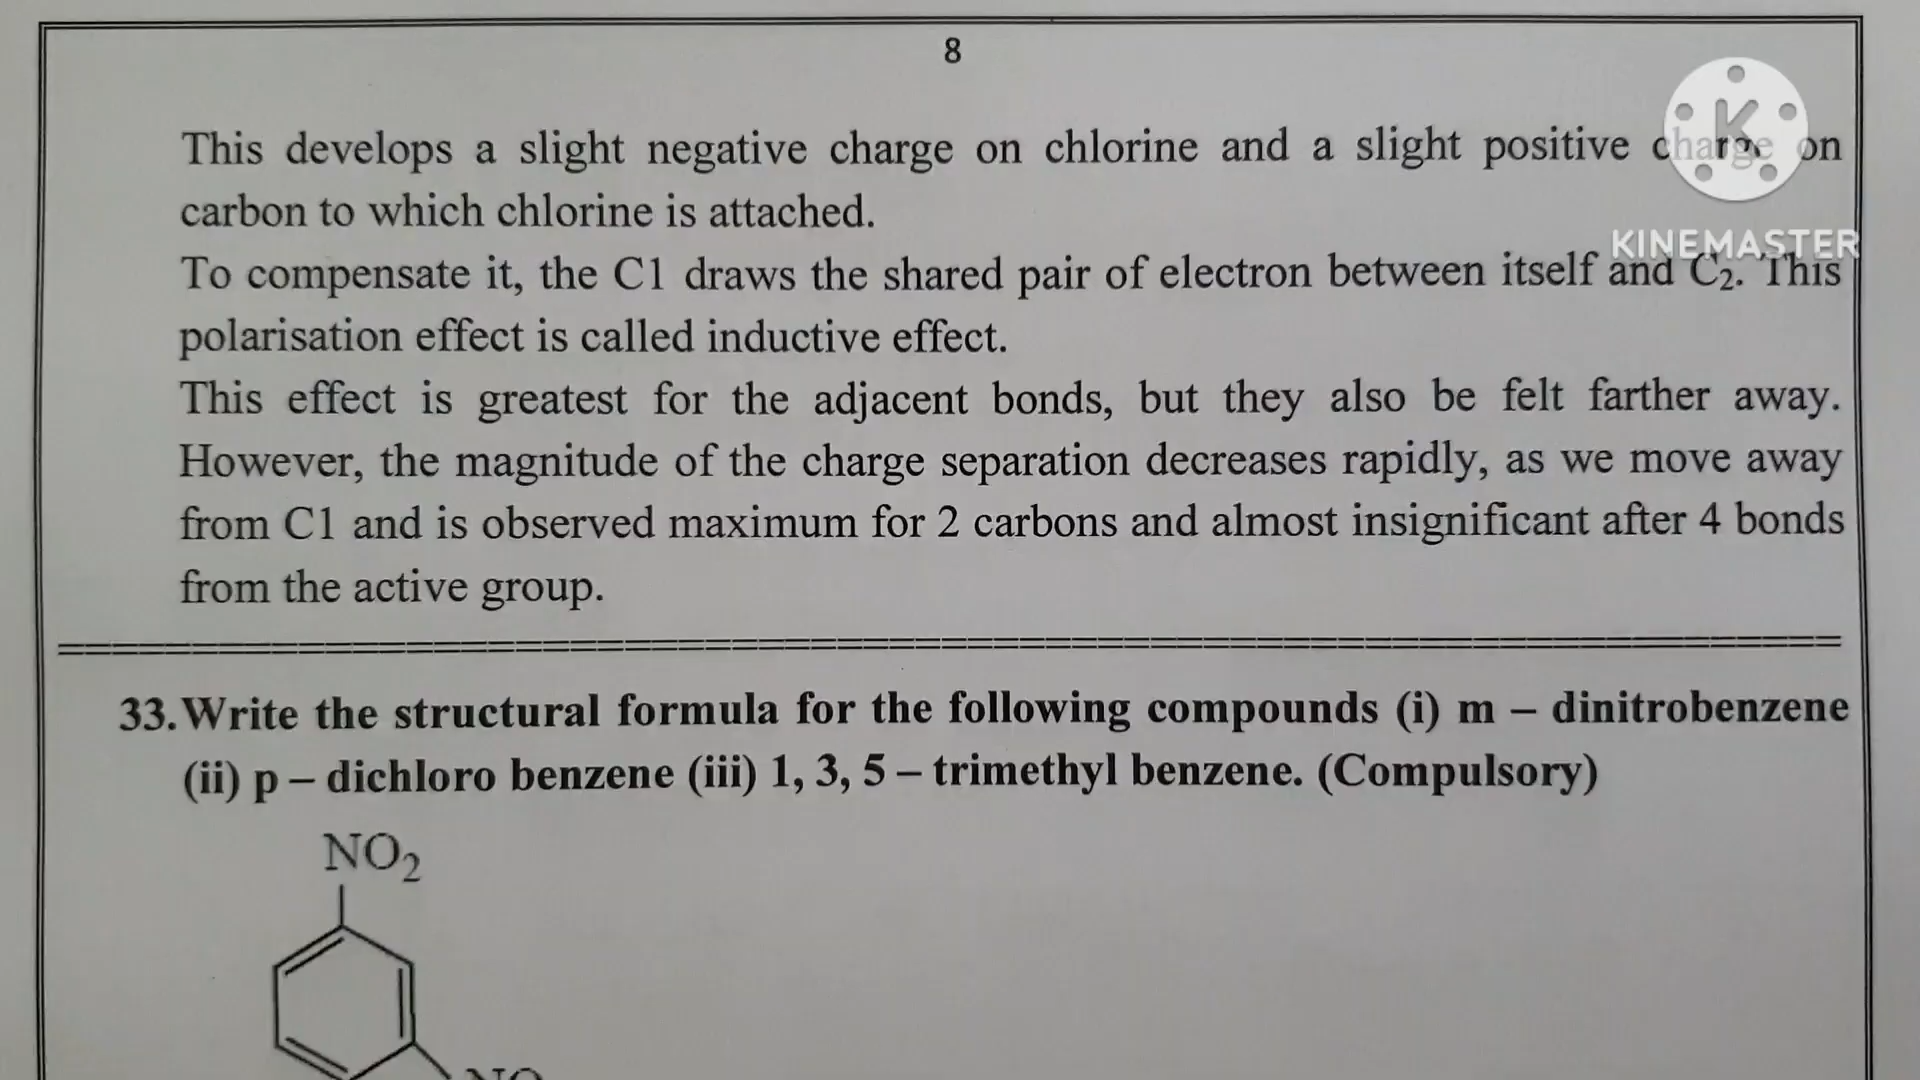 8
This develops a slight negative charge on chlorine and a slight positive charge on
carbon to which chlorine is attached.
KINEMASTER
To compensate it, the C1 draws the shared pair of electron between itself and C₂. This
polarisation effect is called inductive effect.
This effect is greatest for the adjacent bonds, but they also be felt farther away.
However, the magnitude of the charge separation decreases rapidly, as we move away
from C1 and is observed maximum for 2 carbons and almost insignificant after 4 bonds
from the active group.
33. Write the structural formula for the following compounds (i) m – dinitrobenzene
(ii) p – dichloro benzene (iii) 1, 3, 5 – trimethyl benzene. (Compulsory)
NO₂